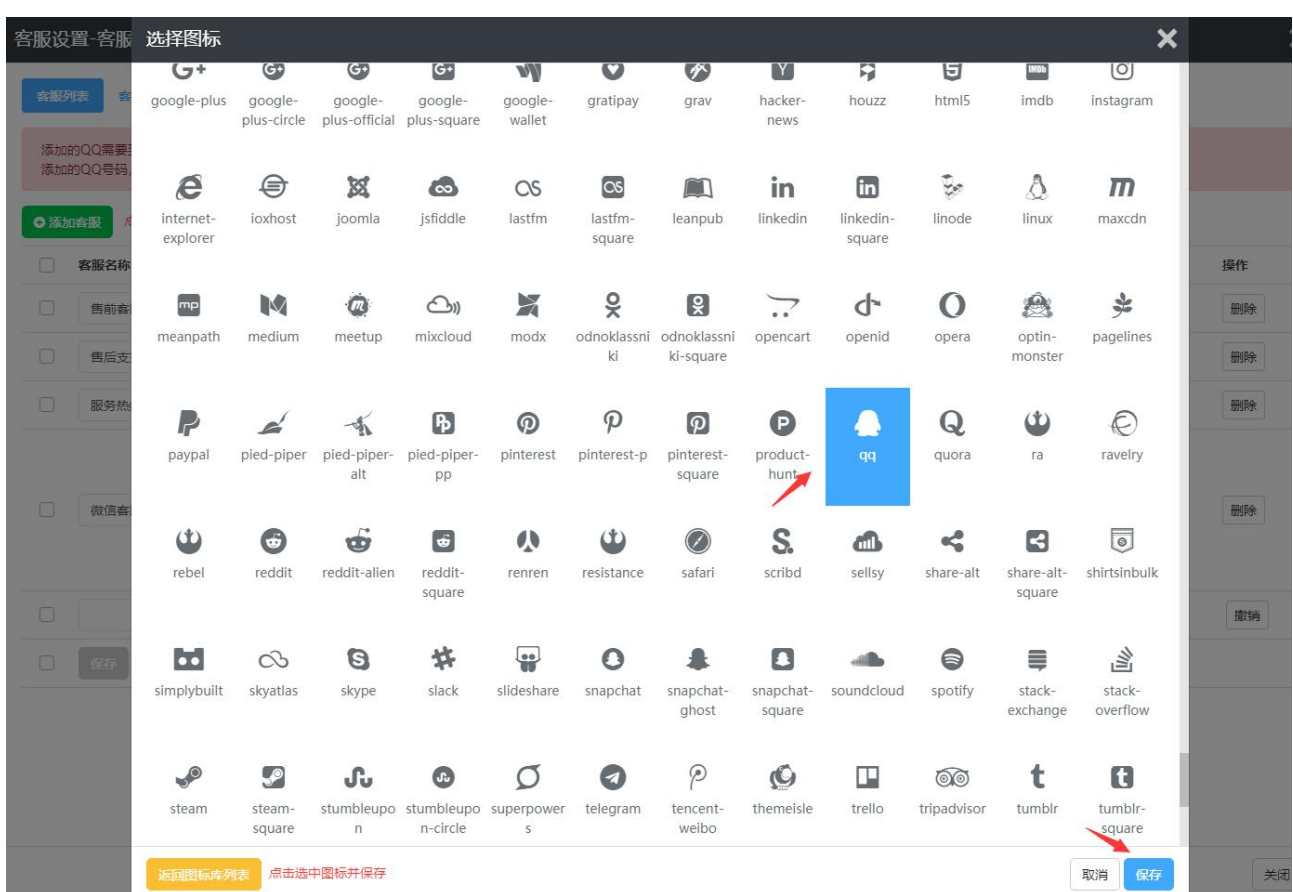 客服设置-客服
选择图标
客服列表
客
google-plus
google-
plus-circle
google-
plus-official
google-
plus-square
google-
wallet
gratipay
grav
hacker-
news
houzz
html5
imdb
instagram
添加的QQ需要
添加的QQ号码,
添加客服
internet-
explorer
ioxhost
joomla
jsfiddle
lastfm
lastfm-
square
leanpub
linkedin
linkedin-
square
linode
linux
maxcdn
客服名称
操作
售前客
删除
meanpath
medium
meetup
mixcloud
modx
odnoklassni
ki
odnoklassni
ki-square
opencart
openid
opera
optin-
monster
pagelines
售后支
删除
服务热
删除
paypal
pied-piper
pied-piper-
alt
pied-piper-
pp
pinterest
pinterest-p
pinterest-
square
product-
hunt
qq
quora
ra
ravelry
微信客
删除
rebel
reddit
reddit-alien
reddit-
square
renren
resistance
safari
scribd
sellsy
share-alt
share-alt-
square
shirtsinbulk
撤销
保存
simplybuilt
skyatlas
skype
slack
slideshare
snapchat
snapchat-
ghost
snapchat-
square
soundcloud
spotify
stack-
exchange
stack-
overflow
steam
steam-
square
stumbleupo
n
stumbleupo
n-circle
superpower
s
telegram
tencent-
weibo
themeisle
trello
tripadvisor
tumblr
tumblr-
square
返回图标库列表
点击选中图标并保存
取消
保存
关闭